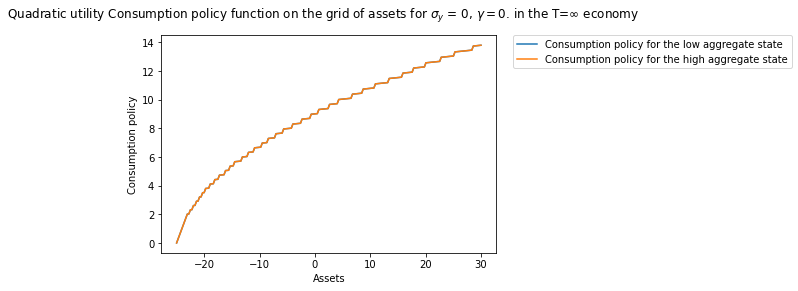 Quadratic utility Consumption policy function on the grid of assets for σy = 0, γ = 0. in the T=∞ economy
Consumption policy for the low aggregate state
Consumption policy for the high aggregate state
Consumption policy
14
12
10
8
6
4
2
0
−20
−10
0
10
20
30
Assets